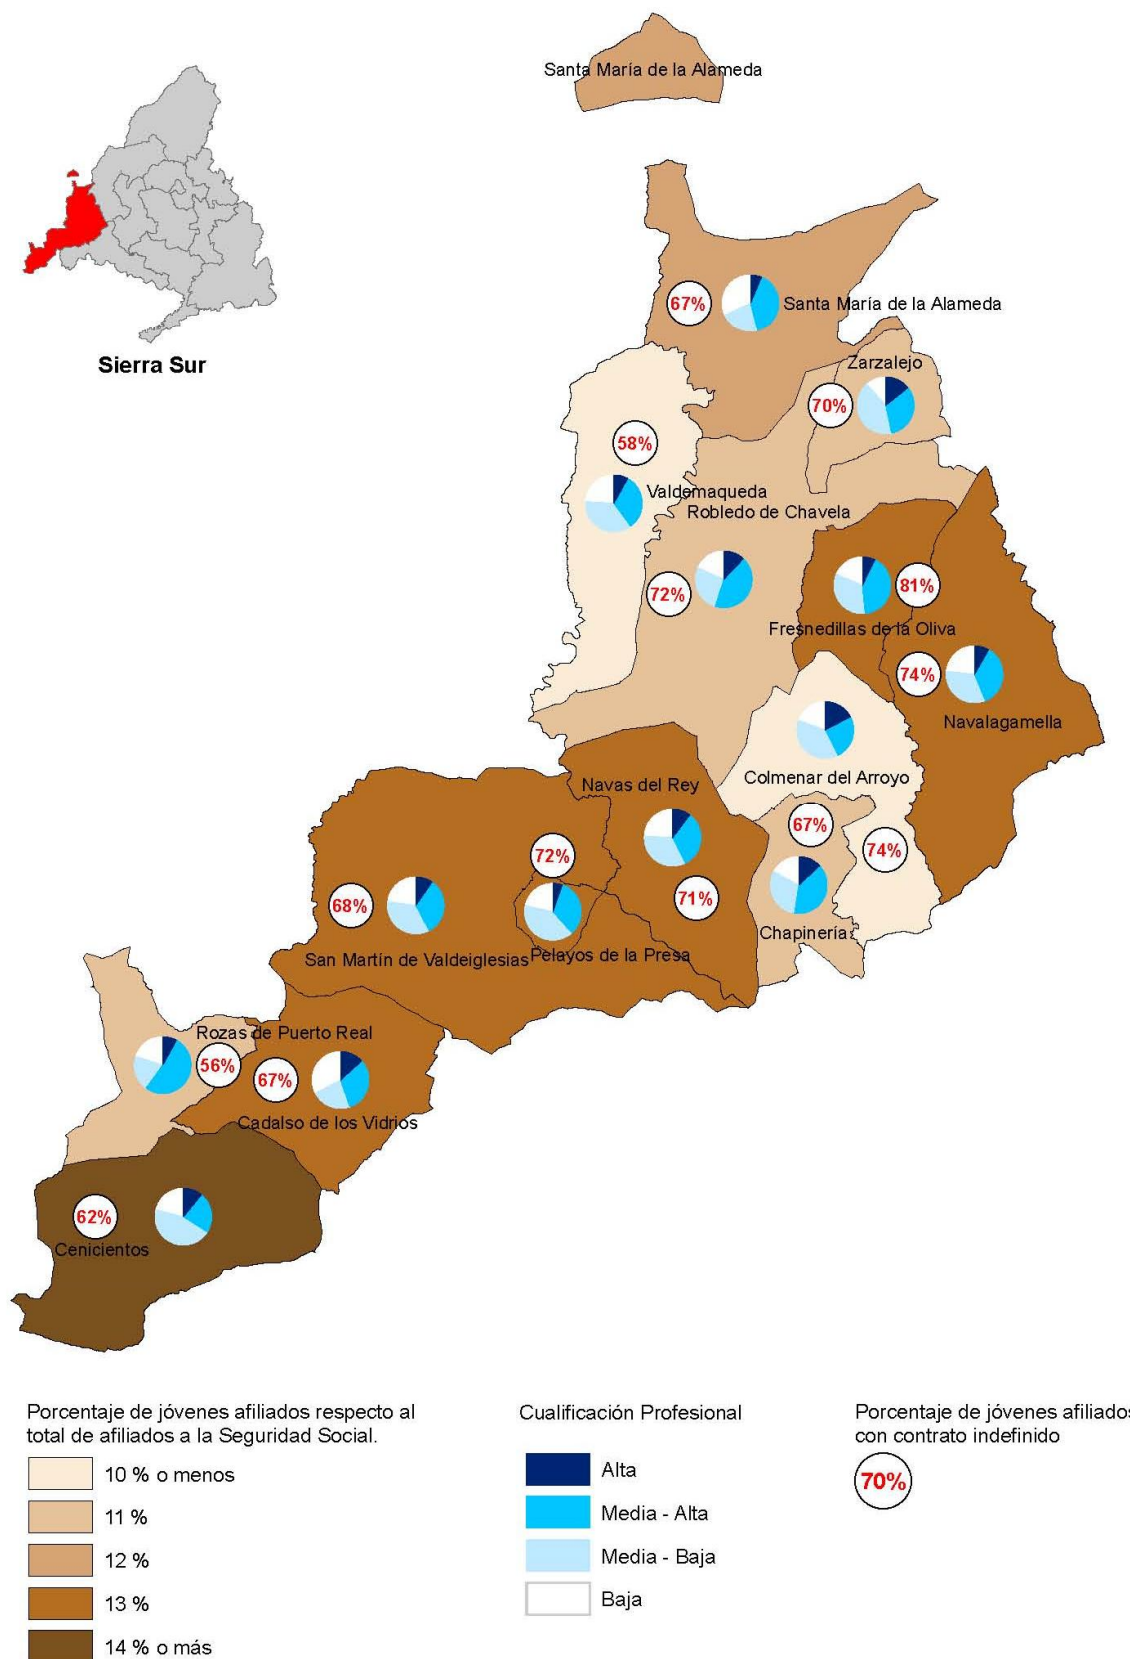 Santa María de la Alameda
Sierra Sur
67%
Santa María de la Alameda
Zarzalejo
70%
58%
Valdemaqueda
Robledo de Chavela
72%
81%
Fresnedillas de la Oliva
74%
Navalagamella
Colmenar del Arroyo
Navas del Rey
67%
74%
72%
71%
68%
Chapinería
San Martín de Valdeiglesias
Pelayos de la Presa
Rozas de Puerto Real
56%
67%
Cadalso de los Vidrios
62%
Cenicientos
Porcentaje de jóvenes afiliados respecto al
total de afiliados a la Seguridad Social.
10 % o menos
11 %
12 %
13 %
14 % o más
Cualificación Profesional
Alta
Media - Alta
Media - Baja
Baja
Porcentaje de jóvenes afiliados
con contrato indefinido
70%